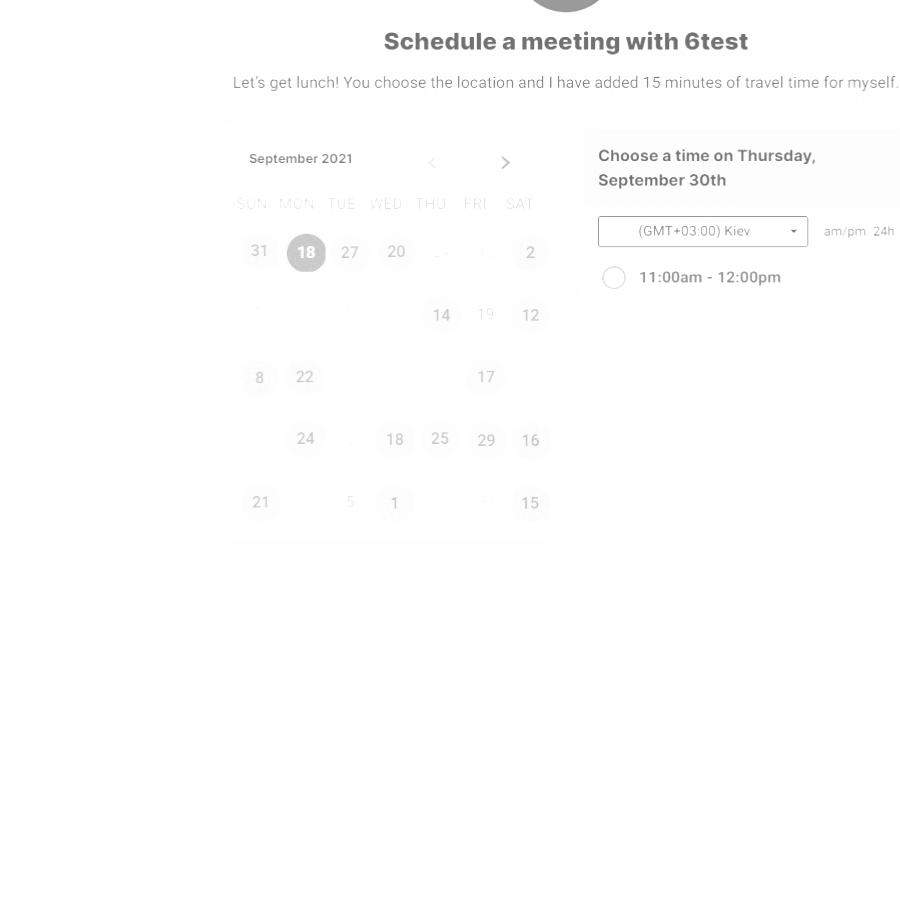 Schedule a meeting with 6test
Let's get lunch! You choose the location and I have added 15 minutes of travel time for myself.
September 2021
SUN MON TUE WED THU FRI SAT
31 18 27 20 2
14 19 12
8 22 17
24 18 25 29 16
21 5 1 15
Choose a time on Thursday,
September 30th
(GMT+03:00) Kiev
am/pm 24h
11:00am - 12:00pm